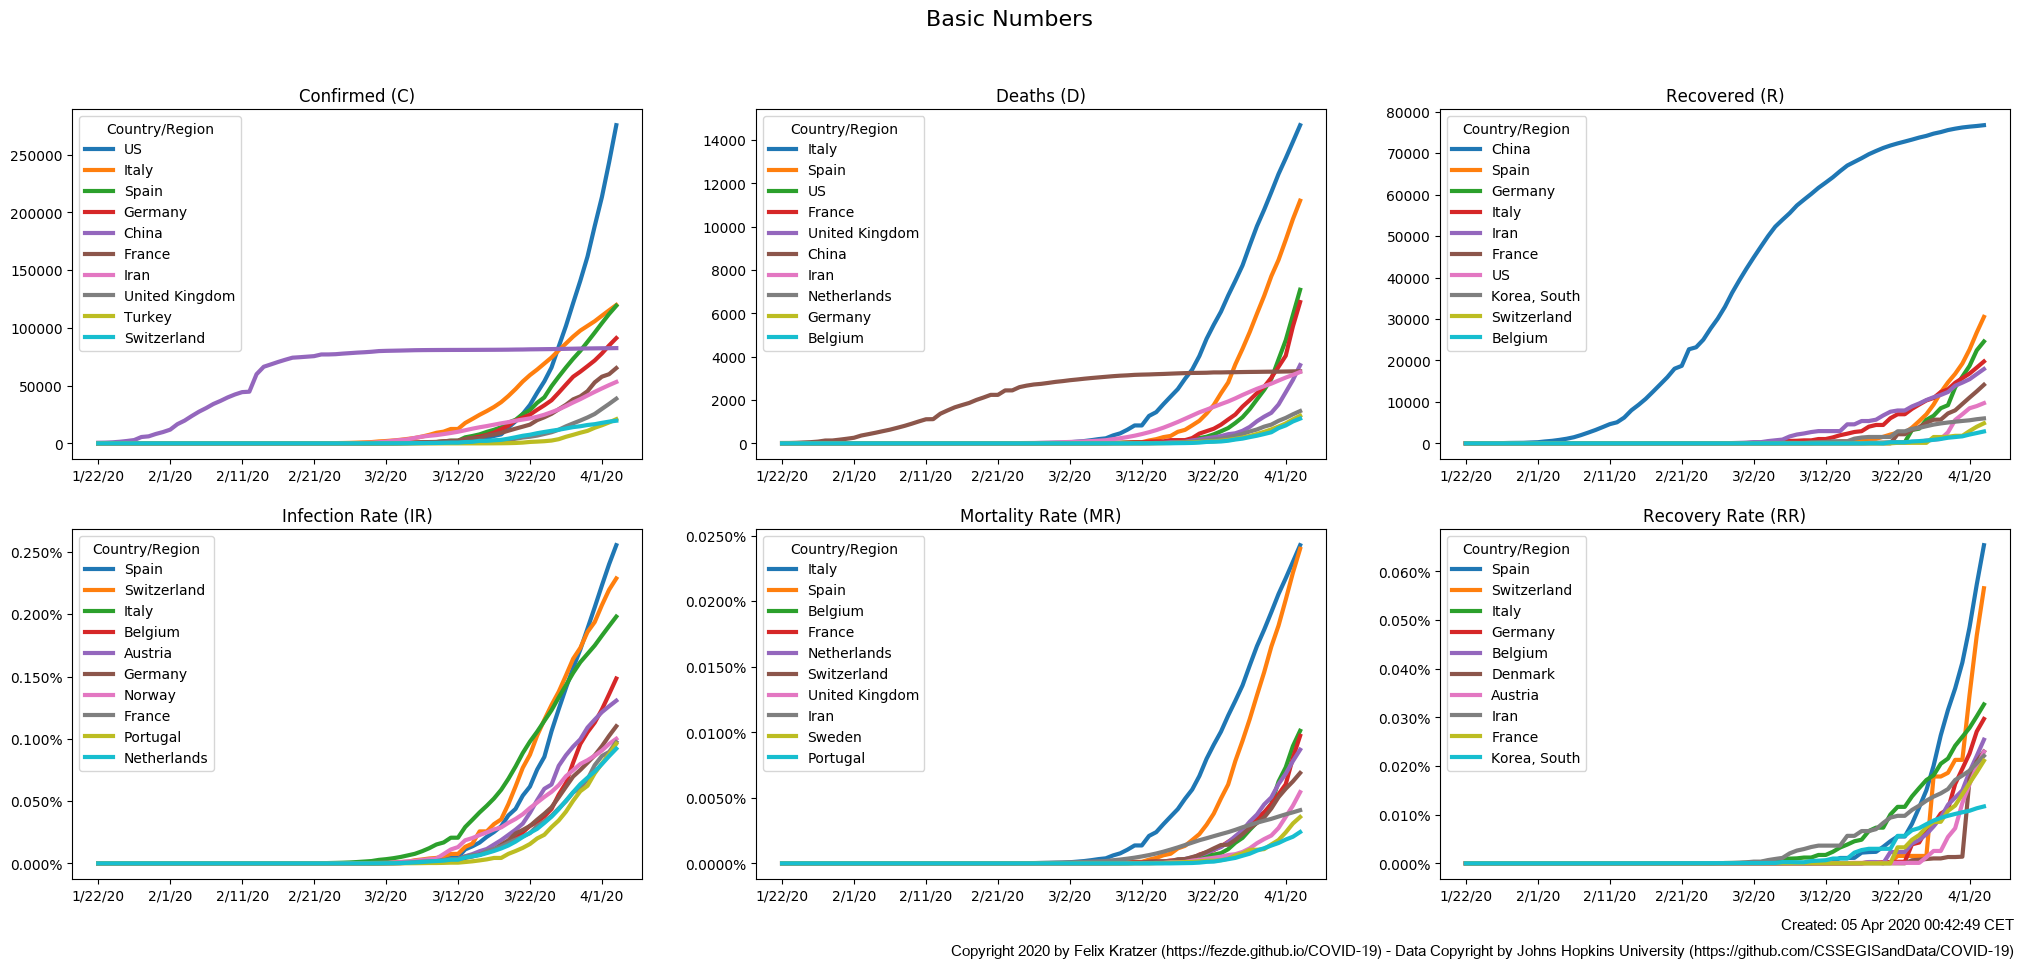 Basic Numbers
Confirmed (C)
Country/Region
US
Italy
Spain
Germany
China
France
Iran
United Kingdom
Turkey
Switzerland
250000
200000
150000
100000
50000
0
1/22/20 2/1/20 2/11/20 2/21/20 3/2/20 3/12/20 3/22/20 4/1/20
Deaths (D)
Country/Region
Italy
Spain
US
France
United Kingdom
China
Iran
Netherlands
Germany
Belgium
14000
12000
10000
8000
6000
4000
2000
0
1/22/20 2/1/20 2/11/20 2/21/20 3/2/20 3/12/20 3/22/20 4/1/20
Recovered (R)
Country/Region
China
Spain
Germany
Italy
Iran
France
US
Korea, South
Switzerland
Belgium
80000
70000
60000
50000
40000
30000
20000
10000
0
1/22/20 2/1/20 2/11/20 2/21/20 3/2/20 3/12/20 3/22/20 4/1/20
Infection Rate (IR)
Country/Region
Spain
Switzerland
Italy
Belgium
Austria
Germany
Norway
France
Portugal
Netherlands
0.250%
0.200%
0.150%
0.100%
0.050%
0.000%
1/22/20 2/1/20 2/11/20 2/21/20 3/2/20 3/12/20 3/22/20 4/1/20
Mortality Rate (MR)
Country/Region
Italy
Spain
Belgium
France
Netherlands
Switzerland
United Kingdom
Iran
Sweden
Portugal
0.0250%
0.0200%
0.0150%
0.0100%
0.0050%
0.0000%
1/22/20 2/1/20 2/11/20 2/21/20 3/2/20 3/12/20 3/22/20 4/1/20
Recovery Rate (RR)
Country/Region
Spain
Switzerland
Italy
Germany
Belgium
Denmark
Austria
Iran
France
Korea, South
0.060%
0.050%
0.040%
0.030%
0.020%
0.010%
0.000%
1/22/20 2/1/20 2/11/20 2/21/20 3/2/20 3/12/20 3/22/20 4/1/20
Created: 05 Apr 2020 00:42:49 CET
Copyright 2020 by Felix Kratzer (https://fezde.github.io/COVID-19) - Data Copyright by Johns Hopkins University (https://github.com/CSSEGISandData/COVID-19)